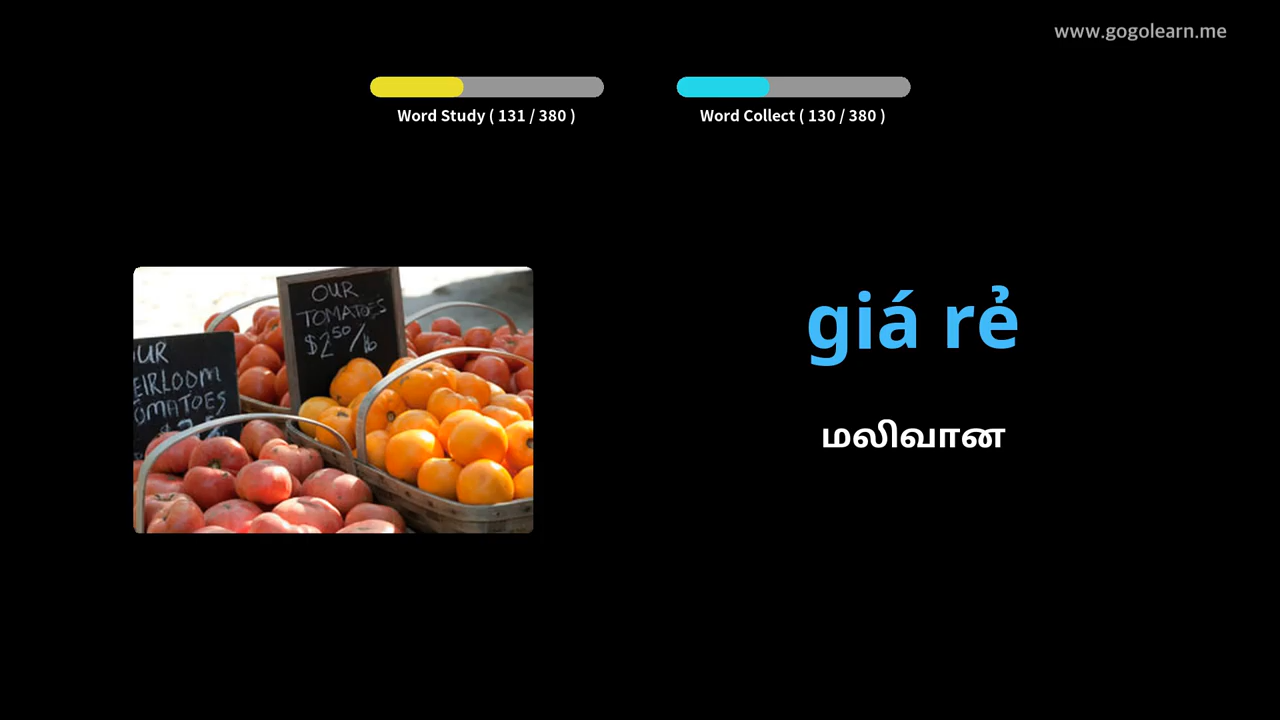 www.gogolearn.me
Word Study ( 131 / 380 )
Word Collect ( 130 / 380 )
OUR
TOMATOES
$2.50/lb
UR
EIRLOOM
OMATOES
giá rẻ
மலிவான